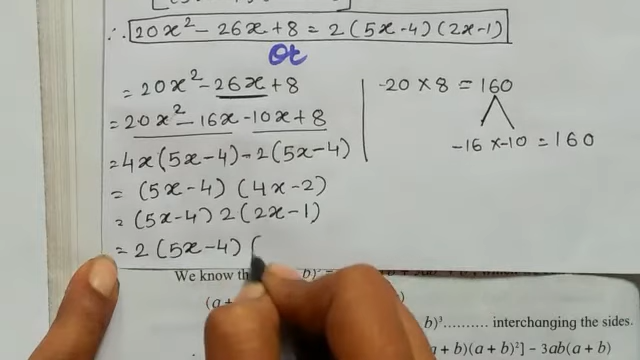 ∴ 20x² - 26x + 8 = 2(5x-4)(2x-1)
Or
= 20x² - 26x + 8
= 20x² - 16x - 10x + 8
= 4x(5x-4) - 2(5x-4)
= (5x-4) (4x-2)
= (5x-4) 2(2x-1)
= 2(5x-4)(
-20 × 8 = 160
-16 × -10 = 160
We know th
(a +
b)³.......... interchanging the sides.
+ b)(a + b)²] - 3ab(a + b)